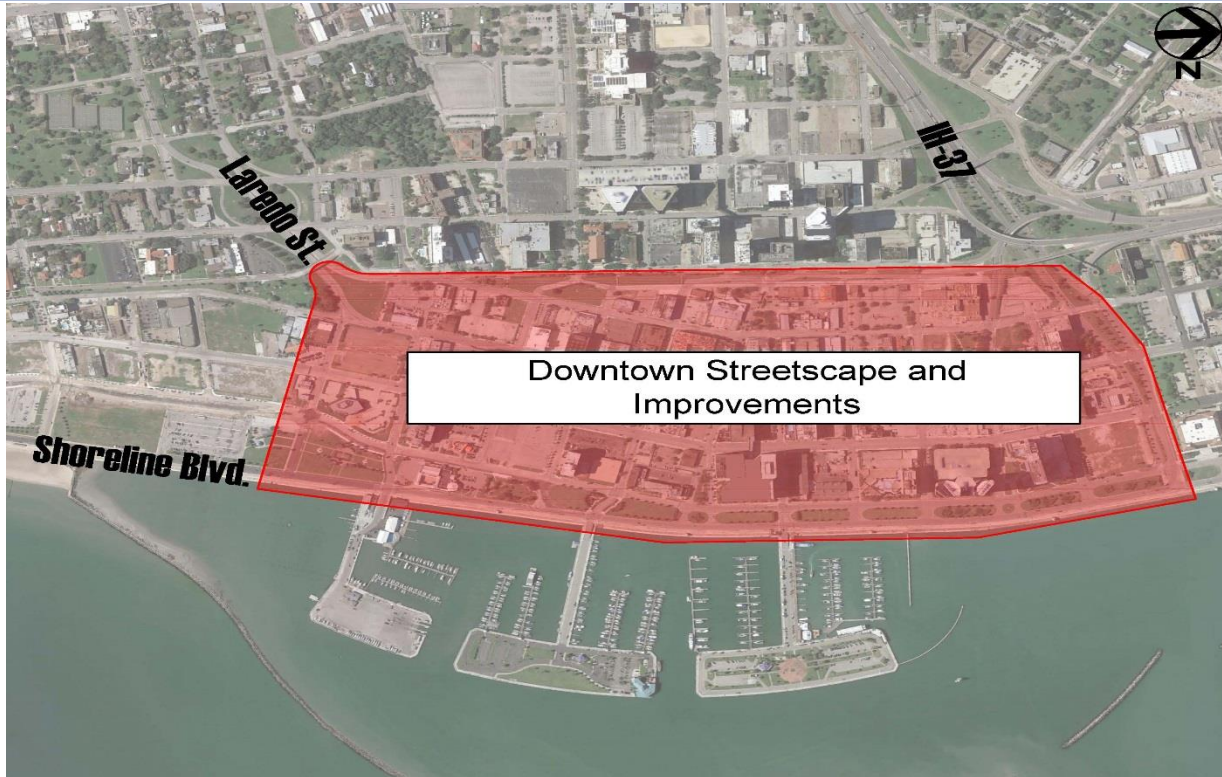 N
IH-37
Laredo St.
Downtown Streetscape and
Improvements
Shoreline Blvd.